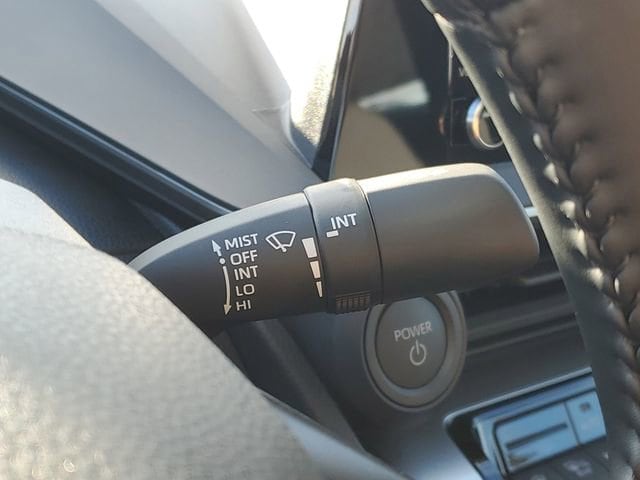 MIST
OFF
INT
LO
HI
INT
POWER